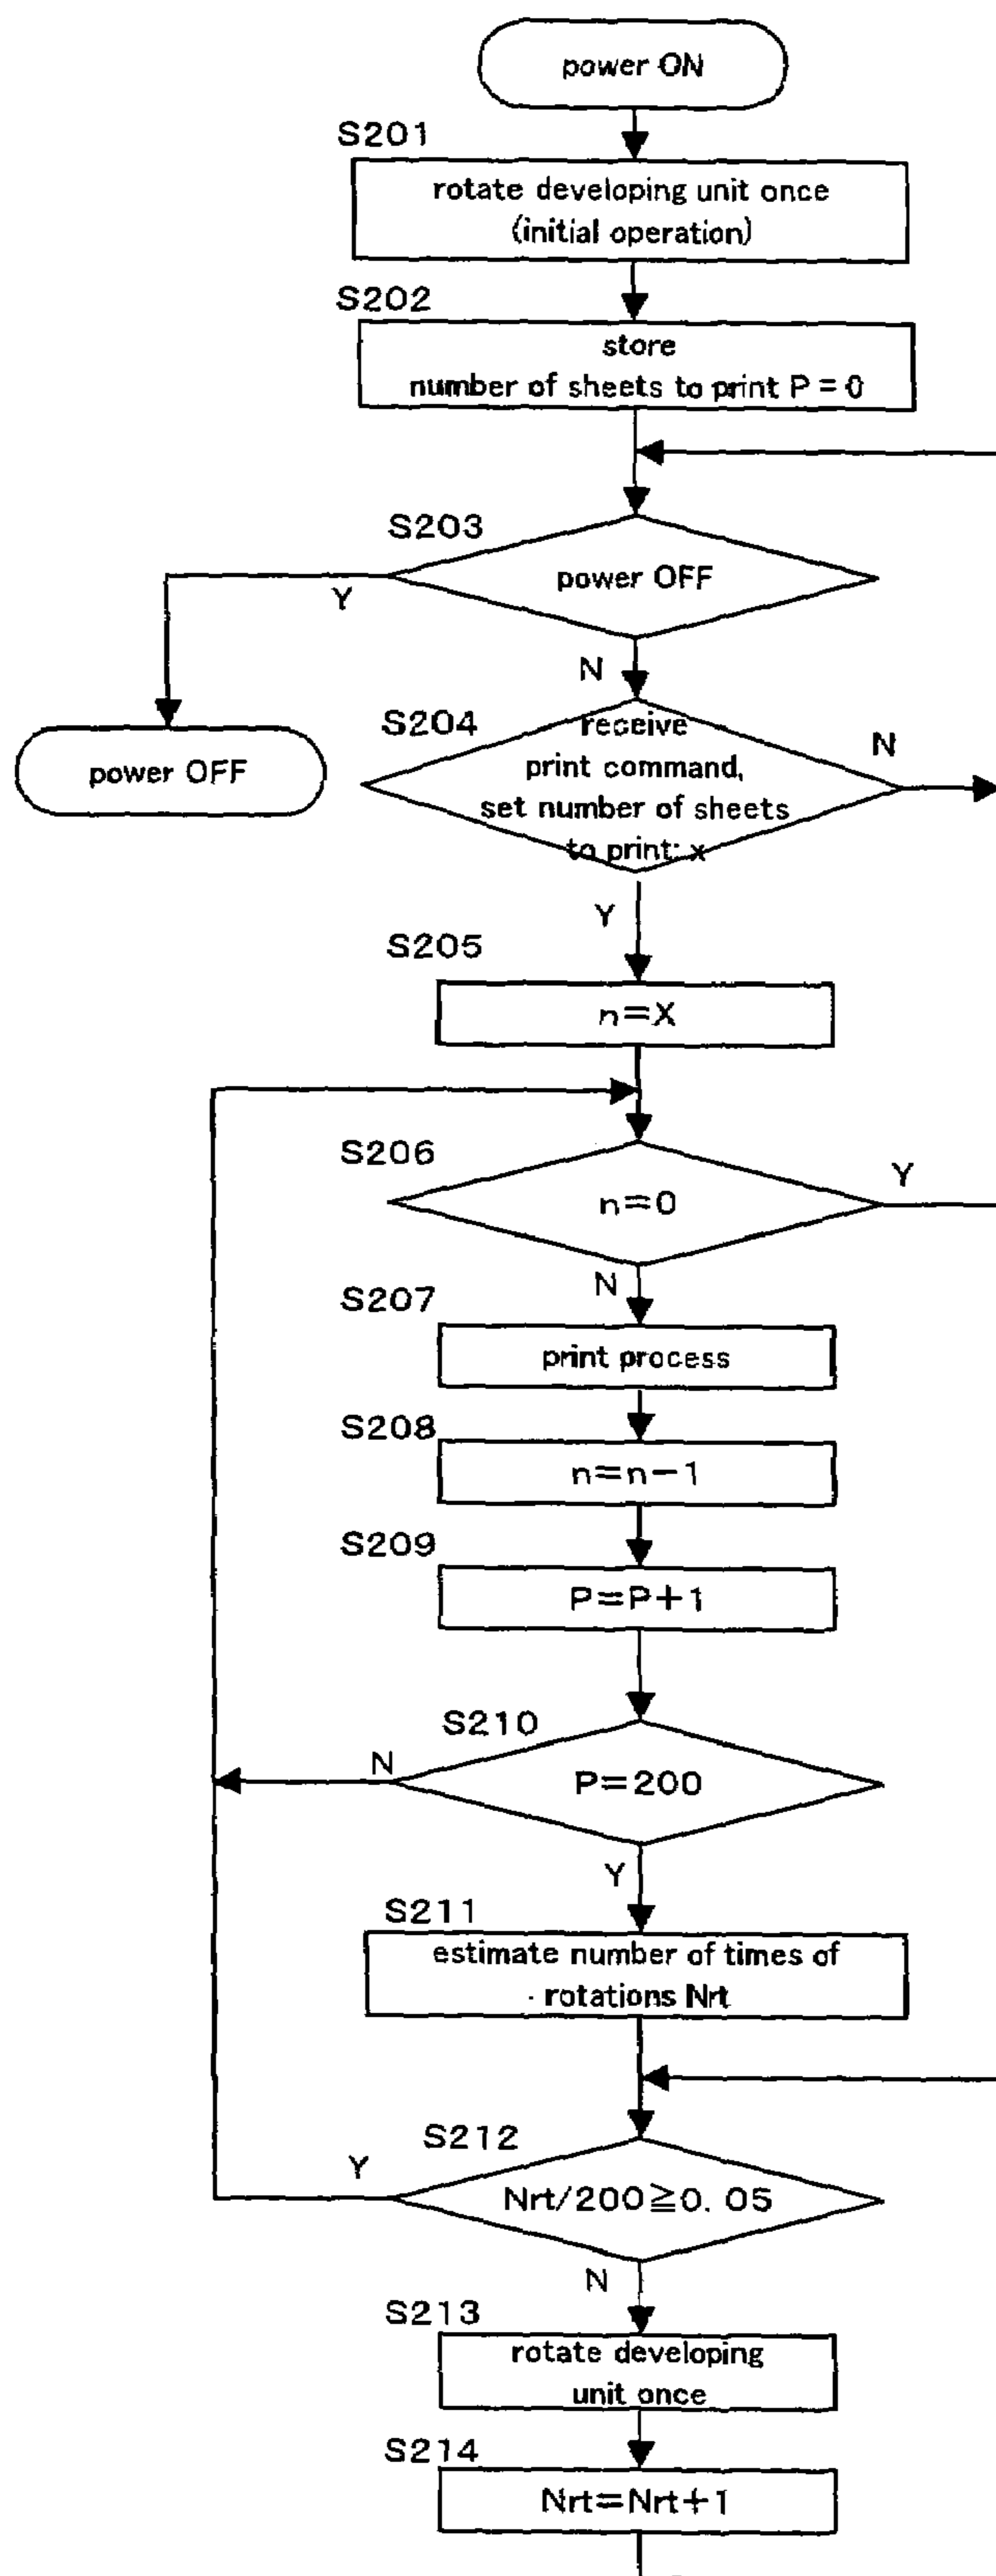 power ON
S201
rotate developing unit once
(initial operation)
S202
store
number of sheets to print P = 0
S203
power OFF
Y
N
power OFF
S204
receive
print command,
set number of sheets
to print: x
N
Y
S205
n=X
S206
n=0
Y
N
S207
print process
S208
n=n-1
S209
P=P+1
S210
P=200
N
Y
S211
estimate number of times of
rotations Nrt
S212
Nrt/200≧0. 05
Y
N
S213
rotate developing
unit once
S214
Nrt=Nrt+1